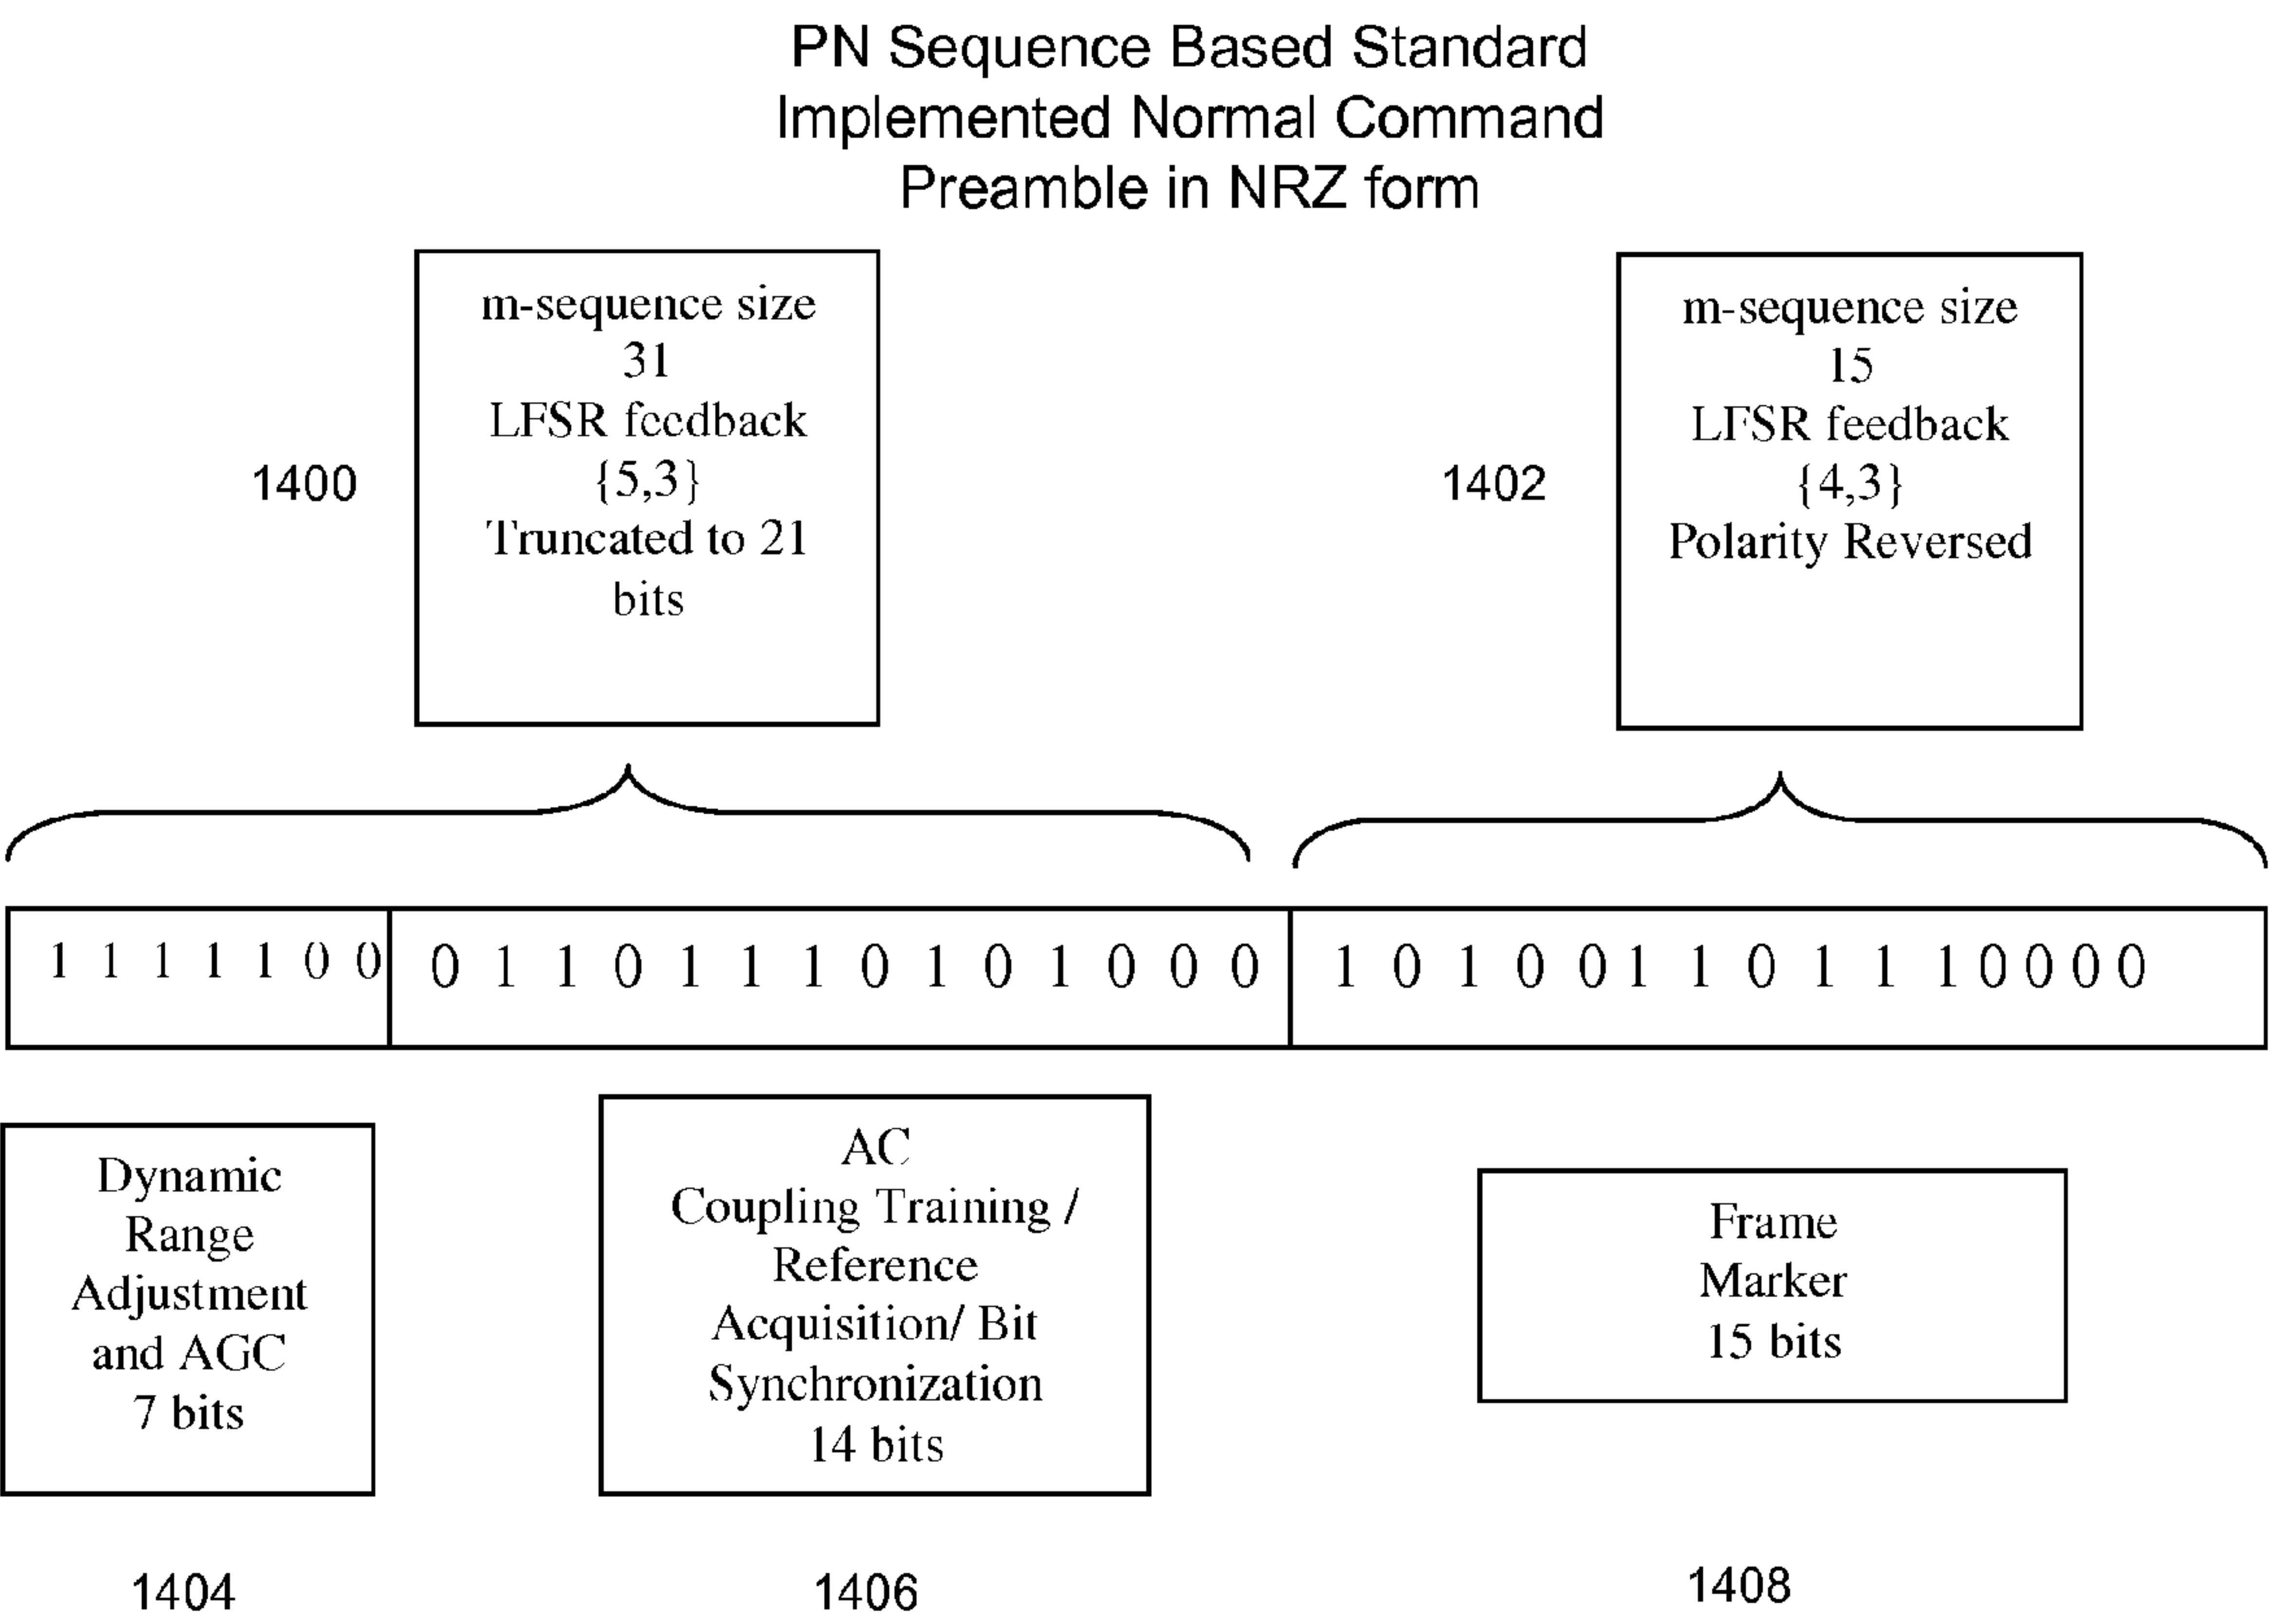 PN Sequence Based Standard
Implemented Normal Command
Preamble in NRZ form
m-sequence size
31
LFSR feedback
{5,3}
Truncated to 21
bits
1400
m-sequence size
15
LFSR feedback
{4,3}
Polarity Reversed
1402
1 1 1 1 1 0 0 0 1 1 0 1 1 1 0 1 0 1 0 0 0 1 0 1 0 0 1 1 0 1 1 1 0 0 0 0
Dynamic
Range
Adjustment
and AGC
7 bits
AC
Coupling Training /
Reference
Acquisition/ Bit
Synchronization
14 bits
Frame
Marker
15 bits
1404
1406
1408